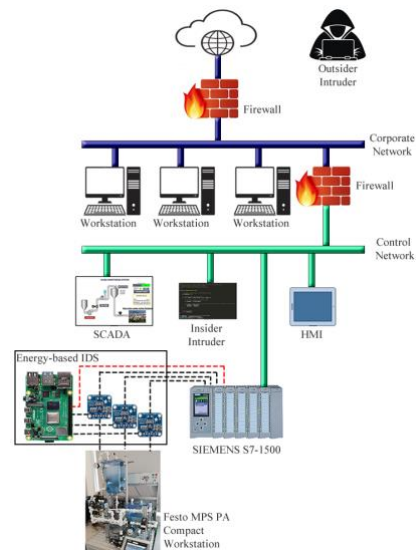 Outsider
Intruder
Firewall
Corporate
Network
Workstation
Workstation
Workstation
Firewall
Control
Network
SCADA
Insider
Intruder
HMI
Energy-based IDS
SIEMENS S7-1500
Festo MPS PA
Compact
Workstation